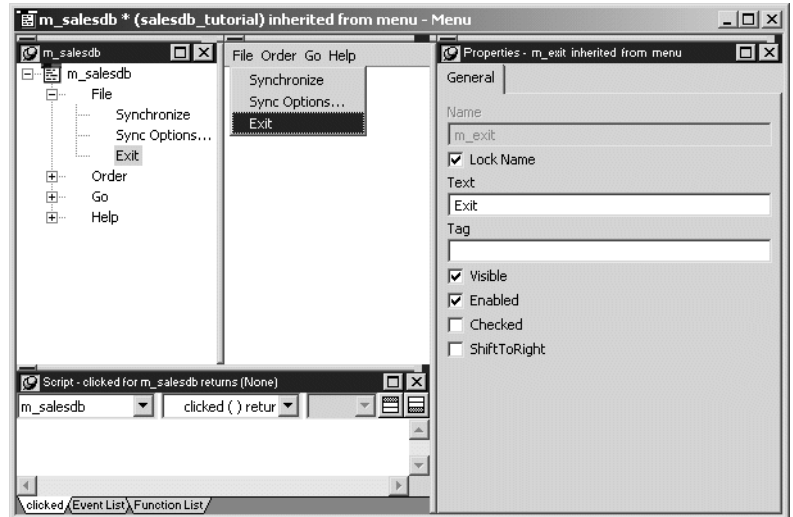 m_salesdb * (salesdb_tutorial) inherited from menu - Menu
m_salesdb
m_salesdb
File
Synchronize
Sync Options...
Exit
Order
Go
Help
File Order Go Help
Synchronize
Sync Options...
Exit
Properties - m_exit inherited from menu
General
Name
m_exit
Lock Name
Text
Exit
Tag
Visible
Enabled
Checked
ShiftToRight
Script - clicked for m_salesdb returns (None)
m_salesdb
clicked ( ) retur
clicked Event List Function List